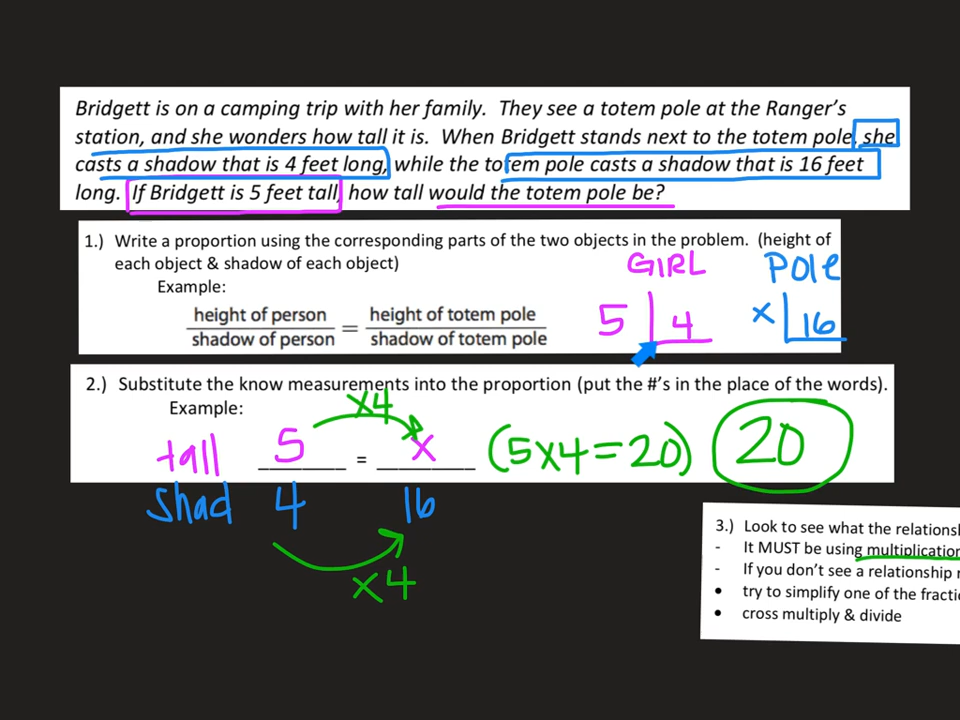 Bridgett is on a camping trip with her family. They see a totem pole at the Ranger's
station, and she wonders how tall it is. When Bridgett stands next to the totem pole, she
casts a shadow that is 4 feet long, while the totem pole casts a shadow that is 16 feet
long. If Bridgett is 5 feet tall, how tall would the totem pole be?
1.) Write a proportion using the corresponding parts of the two objects in the problem. (height of
each object & shadow of each object)
Example:
height of person
shadow of person
=
height of totem pole
shadow of totem pole
GIRL
5 4
POle
x 16
2.) Substitute the know measurements into the proportion (put the #'s in the place of the words).
Example:
x4
tall 5 = x (5x4=20) 20
Shad 4 16
x4
3.) Look to see what the relations
- It MUST be using multiplication
- If you don't see a relationship
• try to simplify one of the fracti
• cross multiply & divide